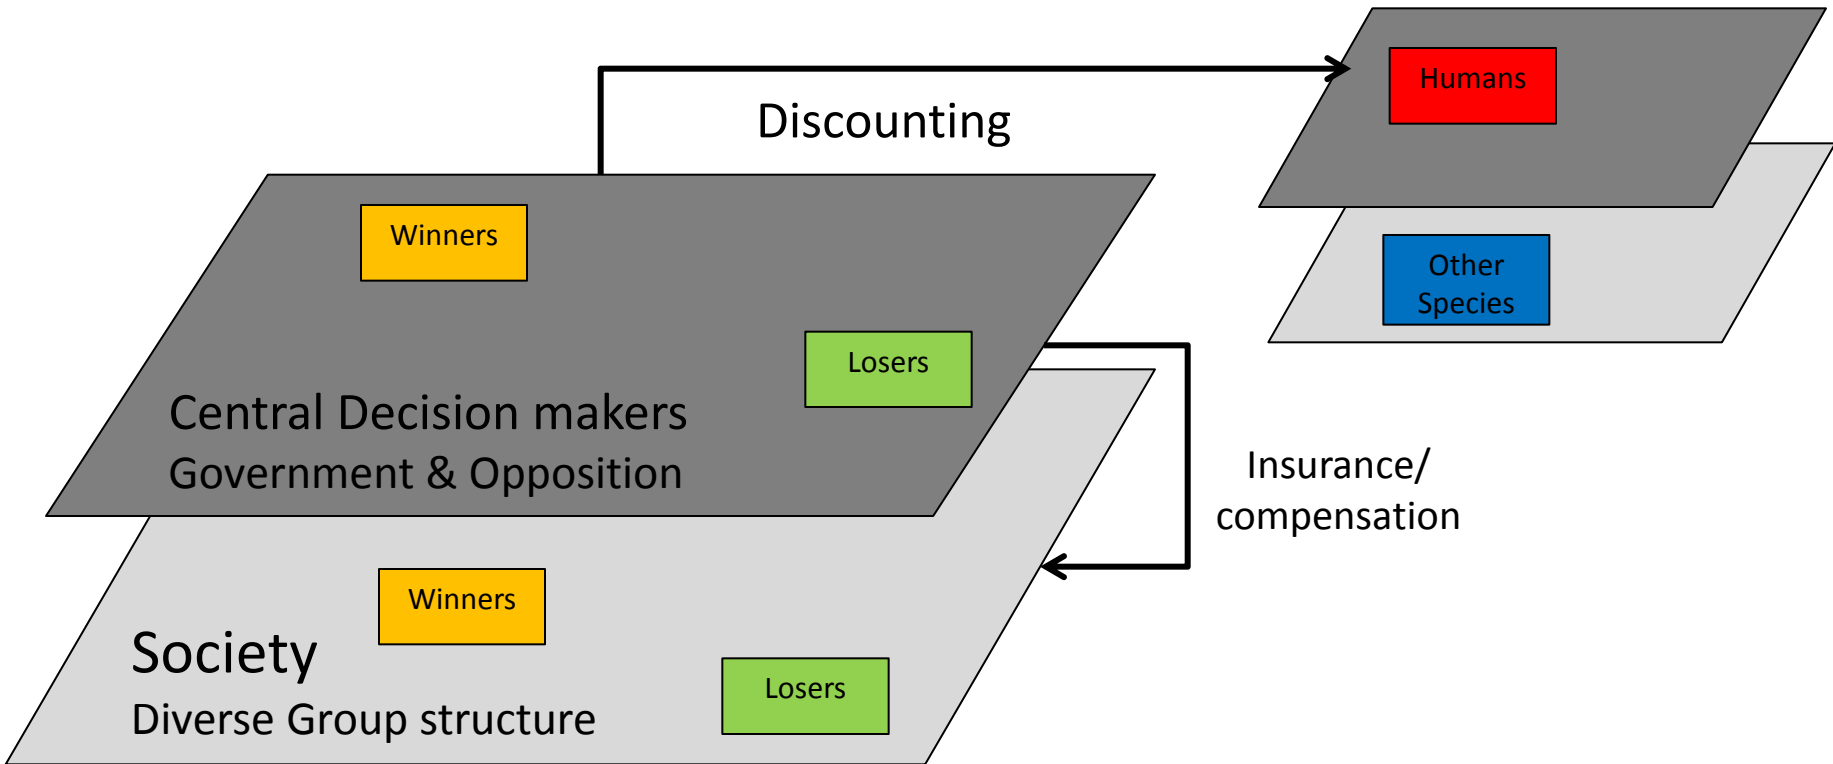 Humans
Discounting
Winners
Other
Species
Losers
Central Decision makers
Government & Opposition
Insurance/
compensation
Winners
Society
Losers
Diverse Group structure